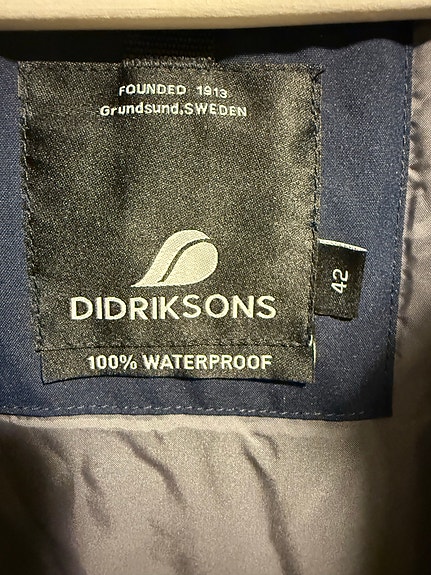 FOUNDED 1913
Grundsund,SWEDEN
DIDRIKSONS
42
100% WATERPROOF